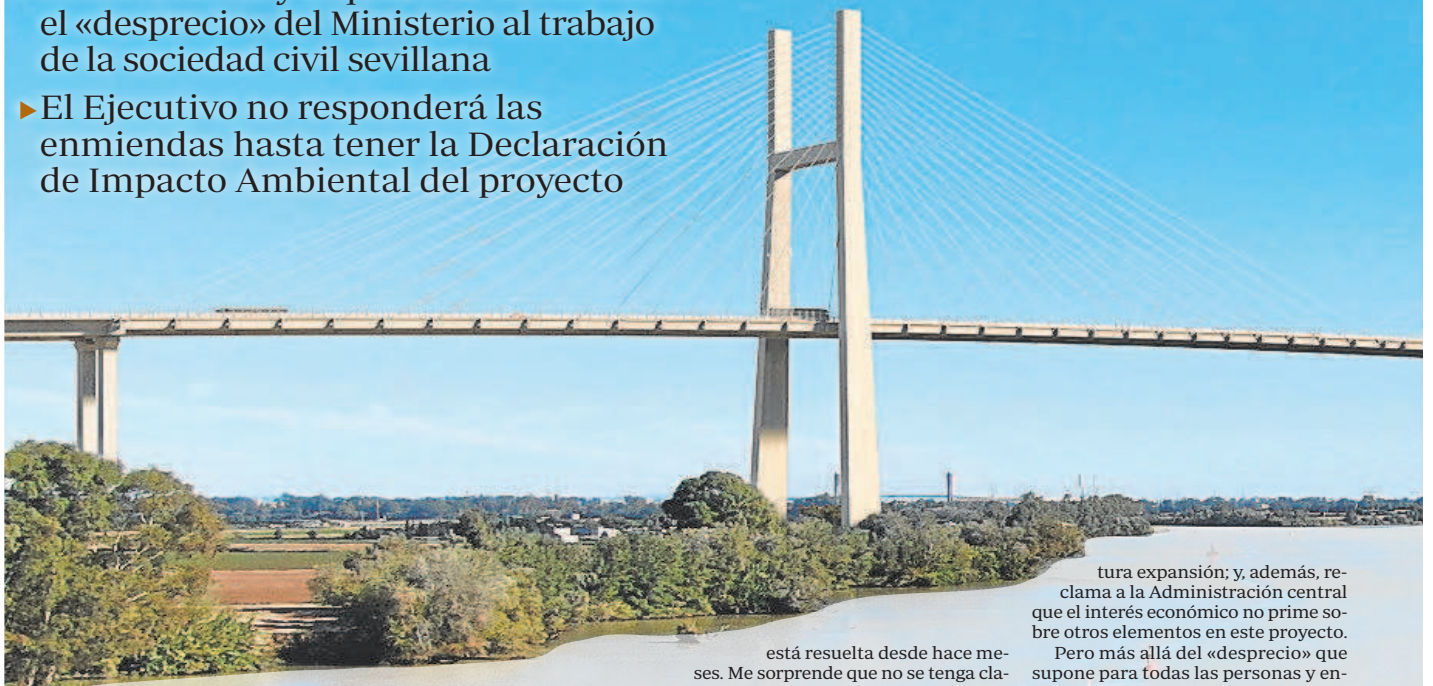 el «desprecio» del Ministerio al trabajo
de la sociedad civil sevillana
▶El Ejecutivo no responderá las
enmiendas hasta tener la Declaración
de Impacto Ambiental del proyecto
está resuelta desde hace me-
ses. Me sorprende que no se tenga cla-
tura expansión; y, además, re-
clama a la Administración central
que el interés económico no prime so-
bre otros elementos en este proyecto.
Pero más allá del «desprecio» que
supone para todas las personas y en-